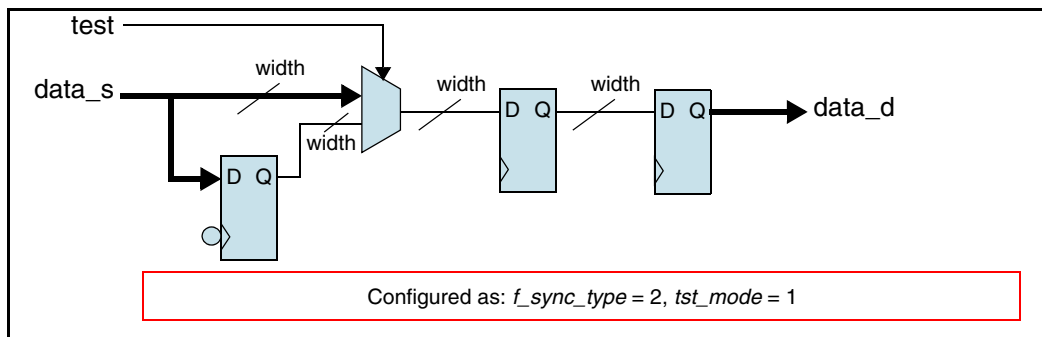 test
data_s
width
width
width
width
D Q
D Q
D Q
data_d
Configured as: f_sync_type = 2, tst_mode = 1